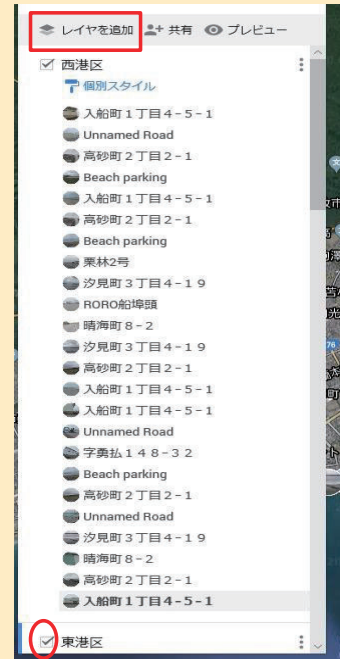 レイヤを追加 共有 プレビュー
西港区
個別スタイル
入船町１丁目４-５-１
Unnamed Road
高砂町２丁目２-１
Beach parking
入船町１丁目４-５-１
高砂町２丁目２-１
Beach parking
栗林2号
汐見町３丁目４-１９
RORO船埠頭
晴海町８-２
汐見町３丁目４-１９
高砂町２丁目２-１
入船町１丁目４-５-１
入船町１丁目４-５-１
Unnamed Road
字勇払１４８-３２
Beach parking
高砂町２丁目２-１
Unnamed Road
汐見町３丁目４-１９
晴海町８-２
高砂町２丁目２-１
入船町１丁目４-５-１
東港区